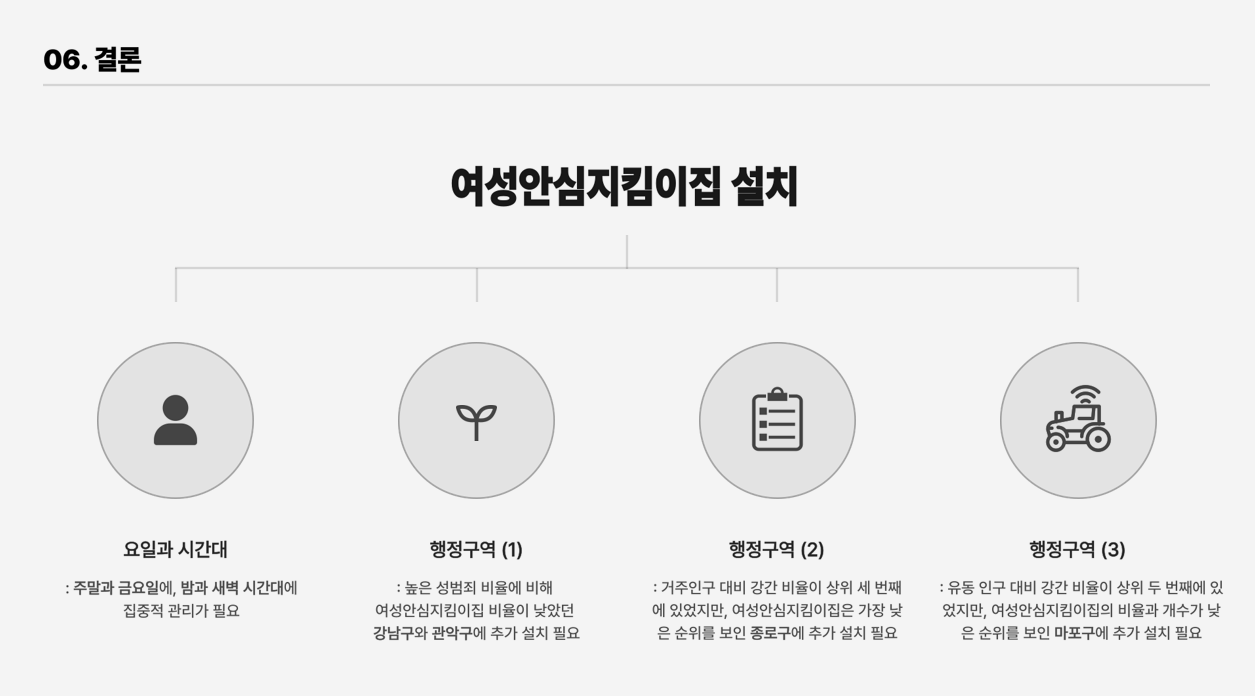 06. 결론
여성안심지킴이집 설치
요일과 시간대
: 주말과 금요일에, 밤과 새벽 시간대에
집중적 관리가 필요
행정구역 (1)
: 높은 성범죄 비율에 비해
여성안심지킴이집 비율이 낮았던
강남구와 관악구에 추가 설치 필요
행정구역 (2)
: 거주인구 대비 강간 비율이 상위 세 번째
에 있었지만, 여성안심지킴이집은 가장 낮
은 순위를 보인 종로구에 추가 설치 필요
행정구역 (3)
: 유동 인구 대비 강간 비율이 상위 두 번째에 있
었지만, 여성안심지킴이집의 비율과 개수가 낮
은 순위를 보인 마포구에 추가 설치 필요